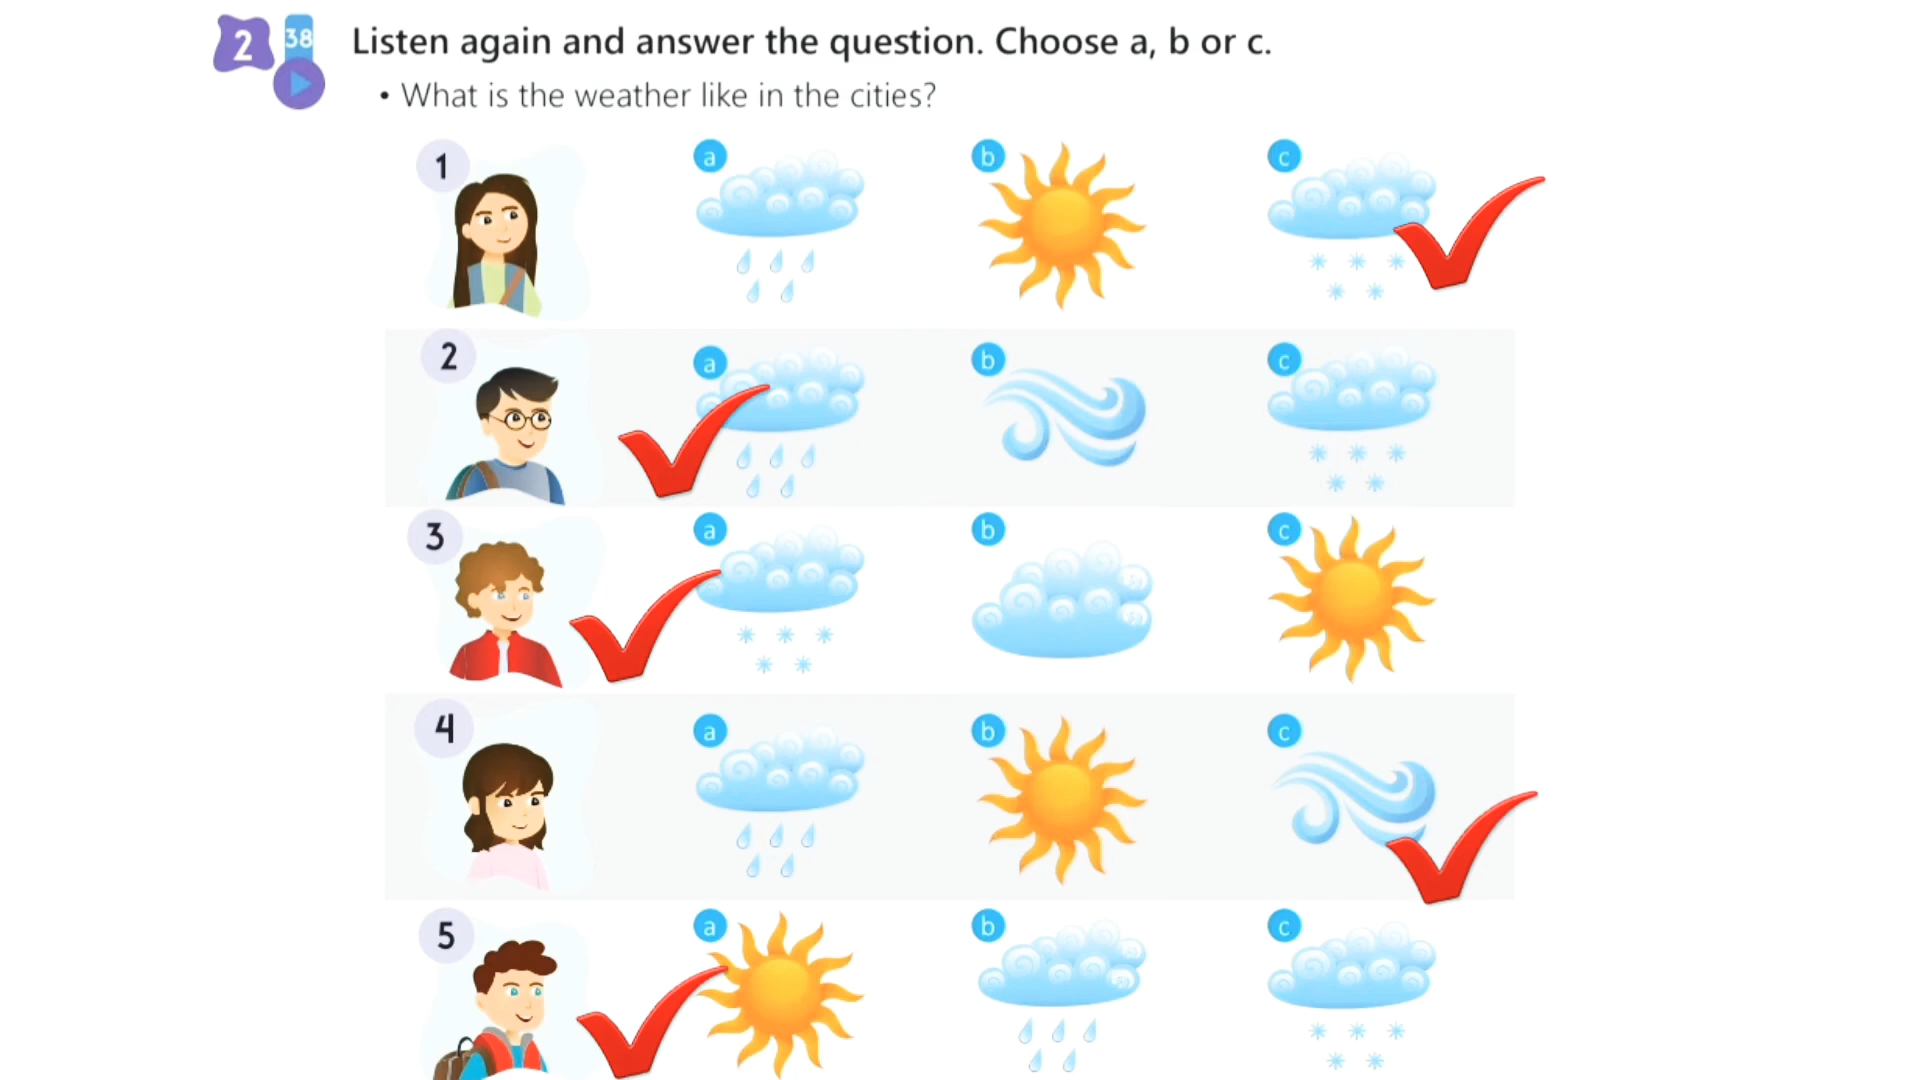 2 38 Listen again and answer the question. Choose a, b or c.
• What is the weather like in the cities?
1 a b c
2 a b c
3 a b c
4 a b c
5 a b c